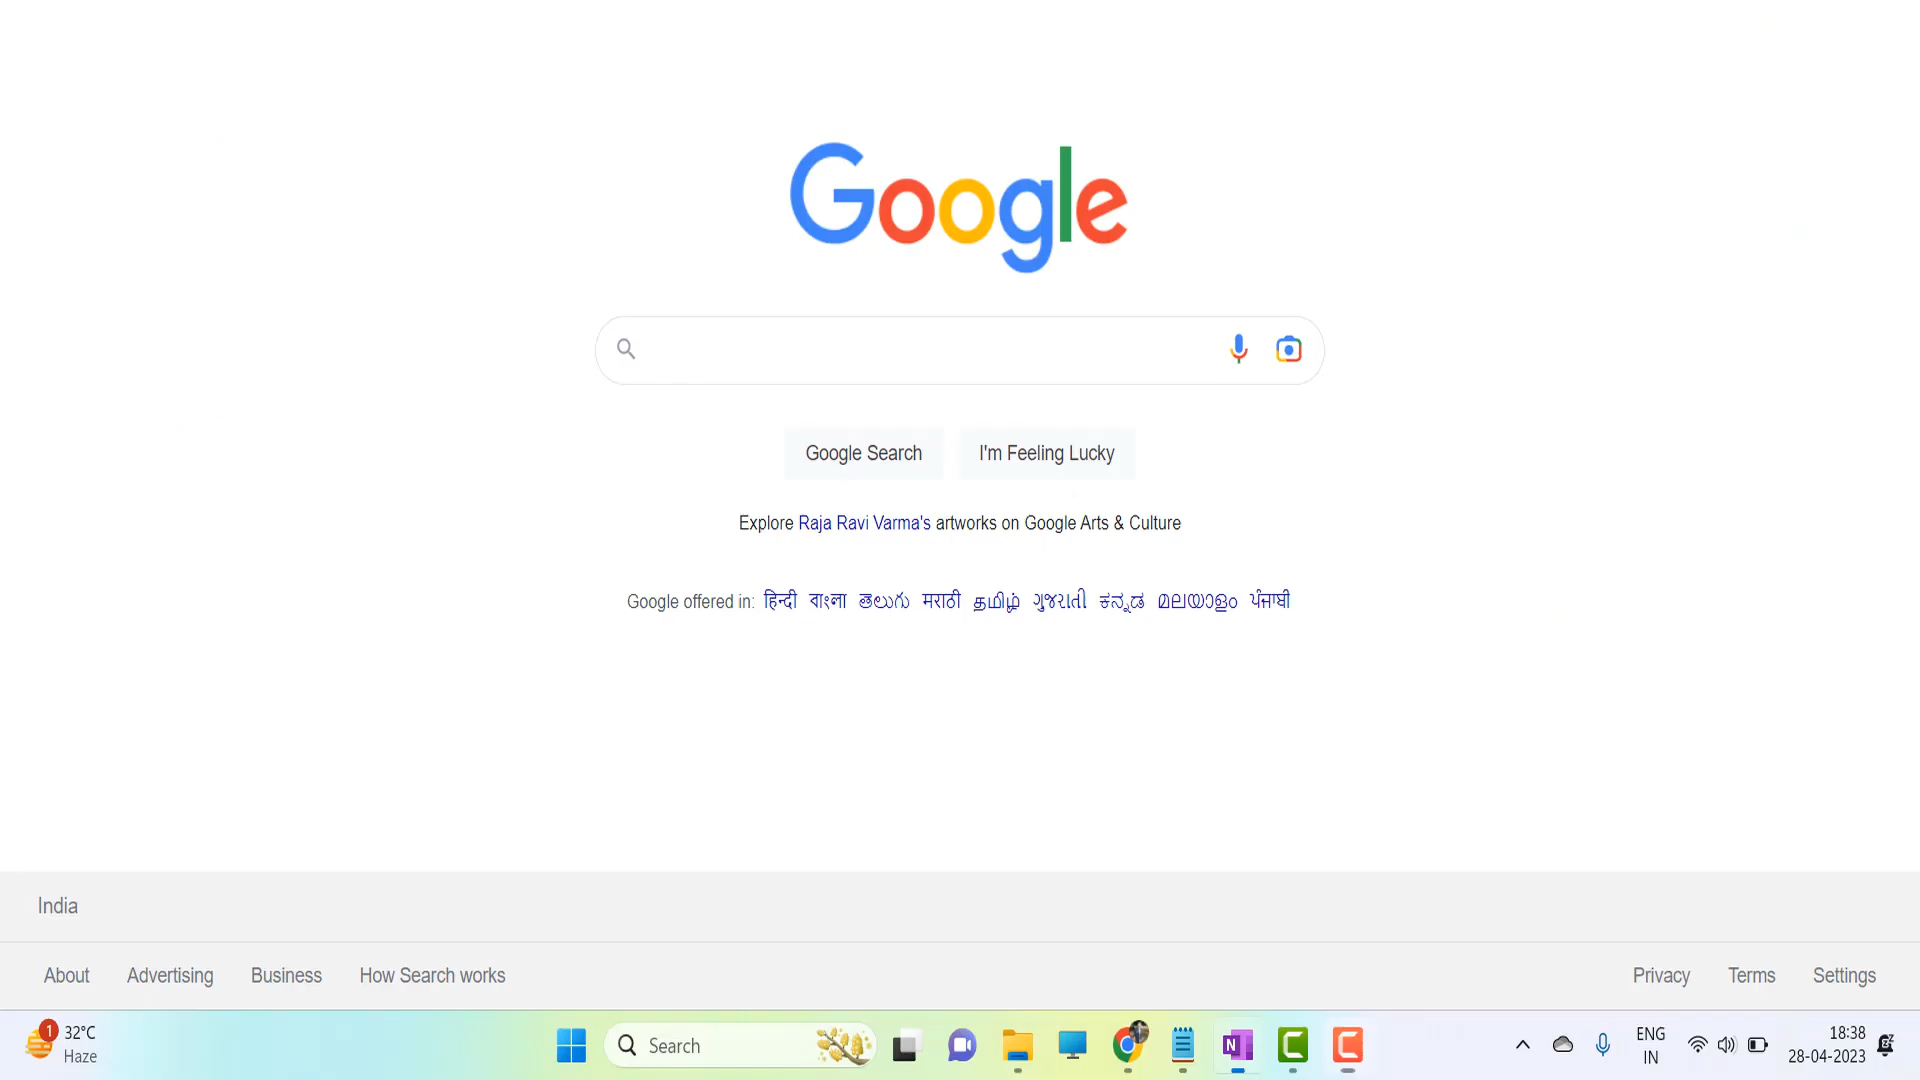 Google
Google Search I'm Feeling Lucky
Explore Raja Ravi Varma's artworks on Google Arts & Culture
Google offered in: हिन्दी বাংলা తెలుగు मराठी தமிழ் ગુજરાતી ಕನ್ನಡ മലയാളം ਪੰਜਾਬੀ
India
About Advertising Business How Search works Privacy Terms Settings
1 32°C Search N ENG 18:38
Haze IN 28-04-2023